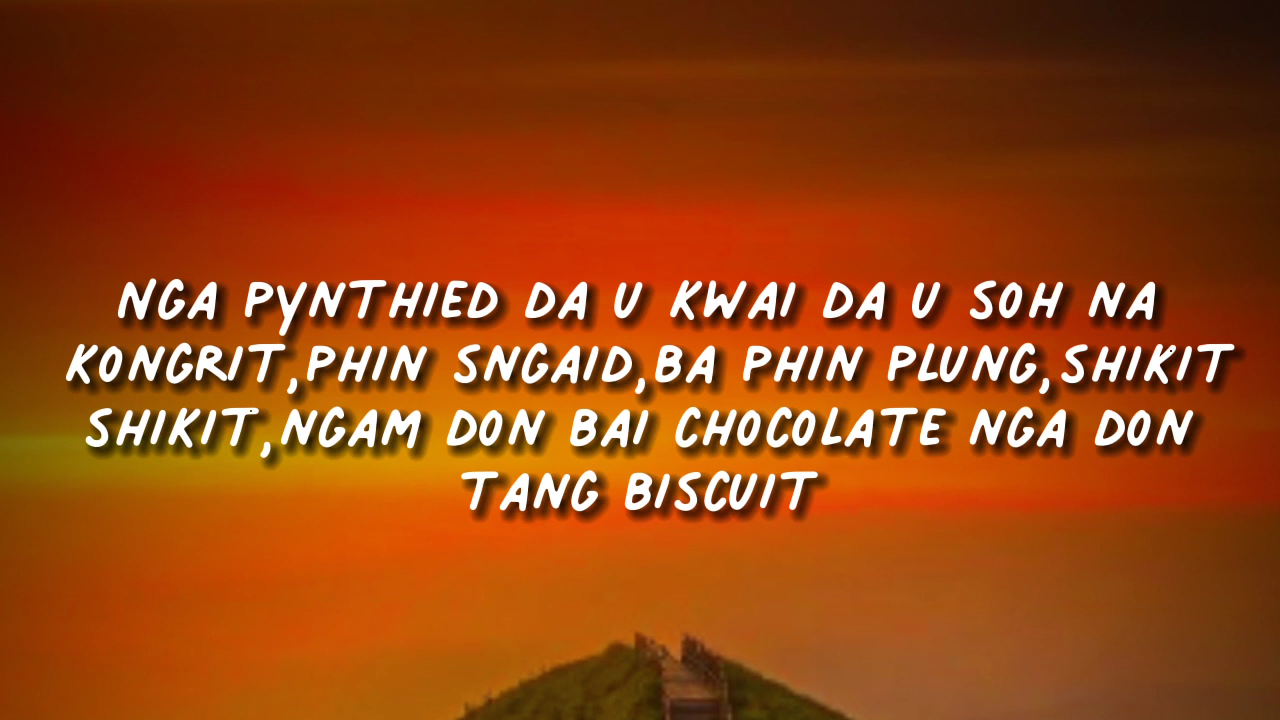 NGA PYNTHIED DA U KWAI DA U SOH NA
KONGRIT,PHIN SNGAID,BA PHIN PLUNG,SHIKIT
SHIKIT,NGAM DON BAI CHOCOLATE NGA DON
TANG BISCUIT